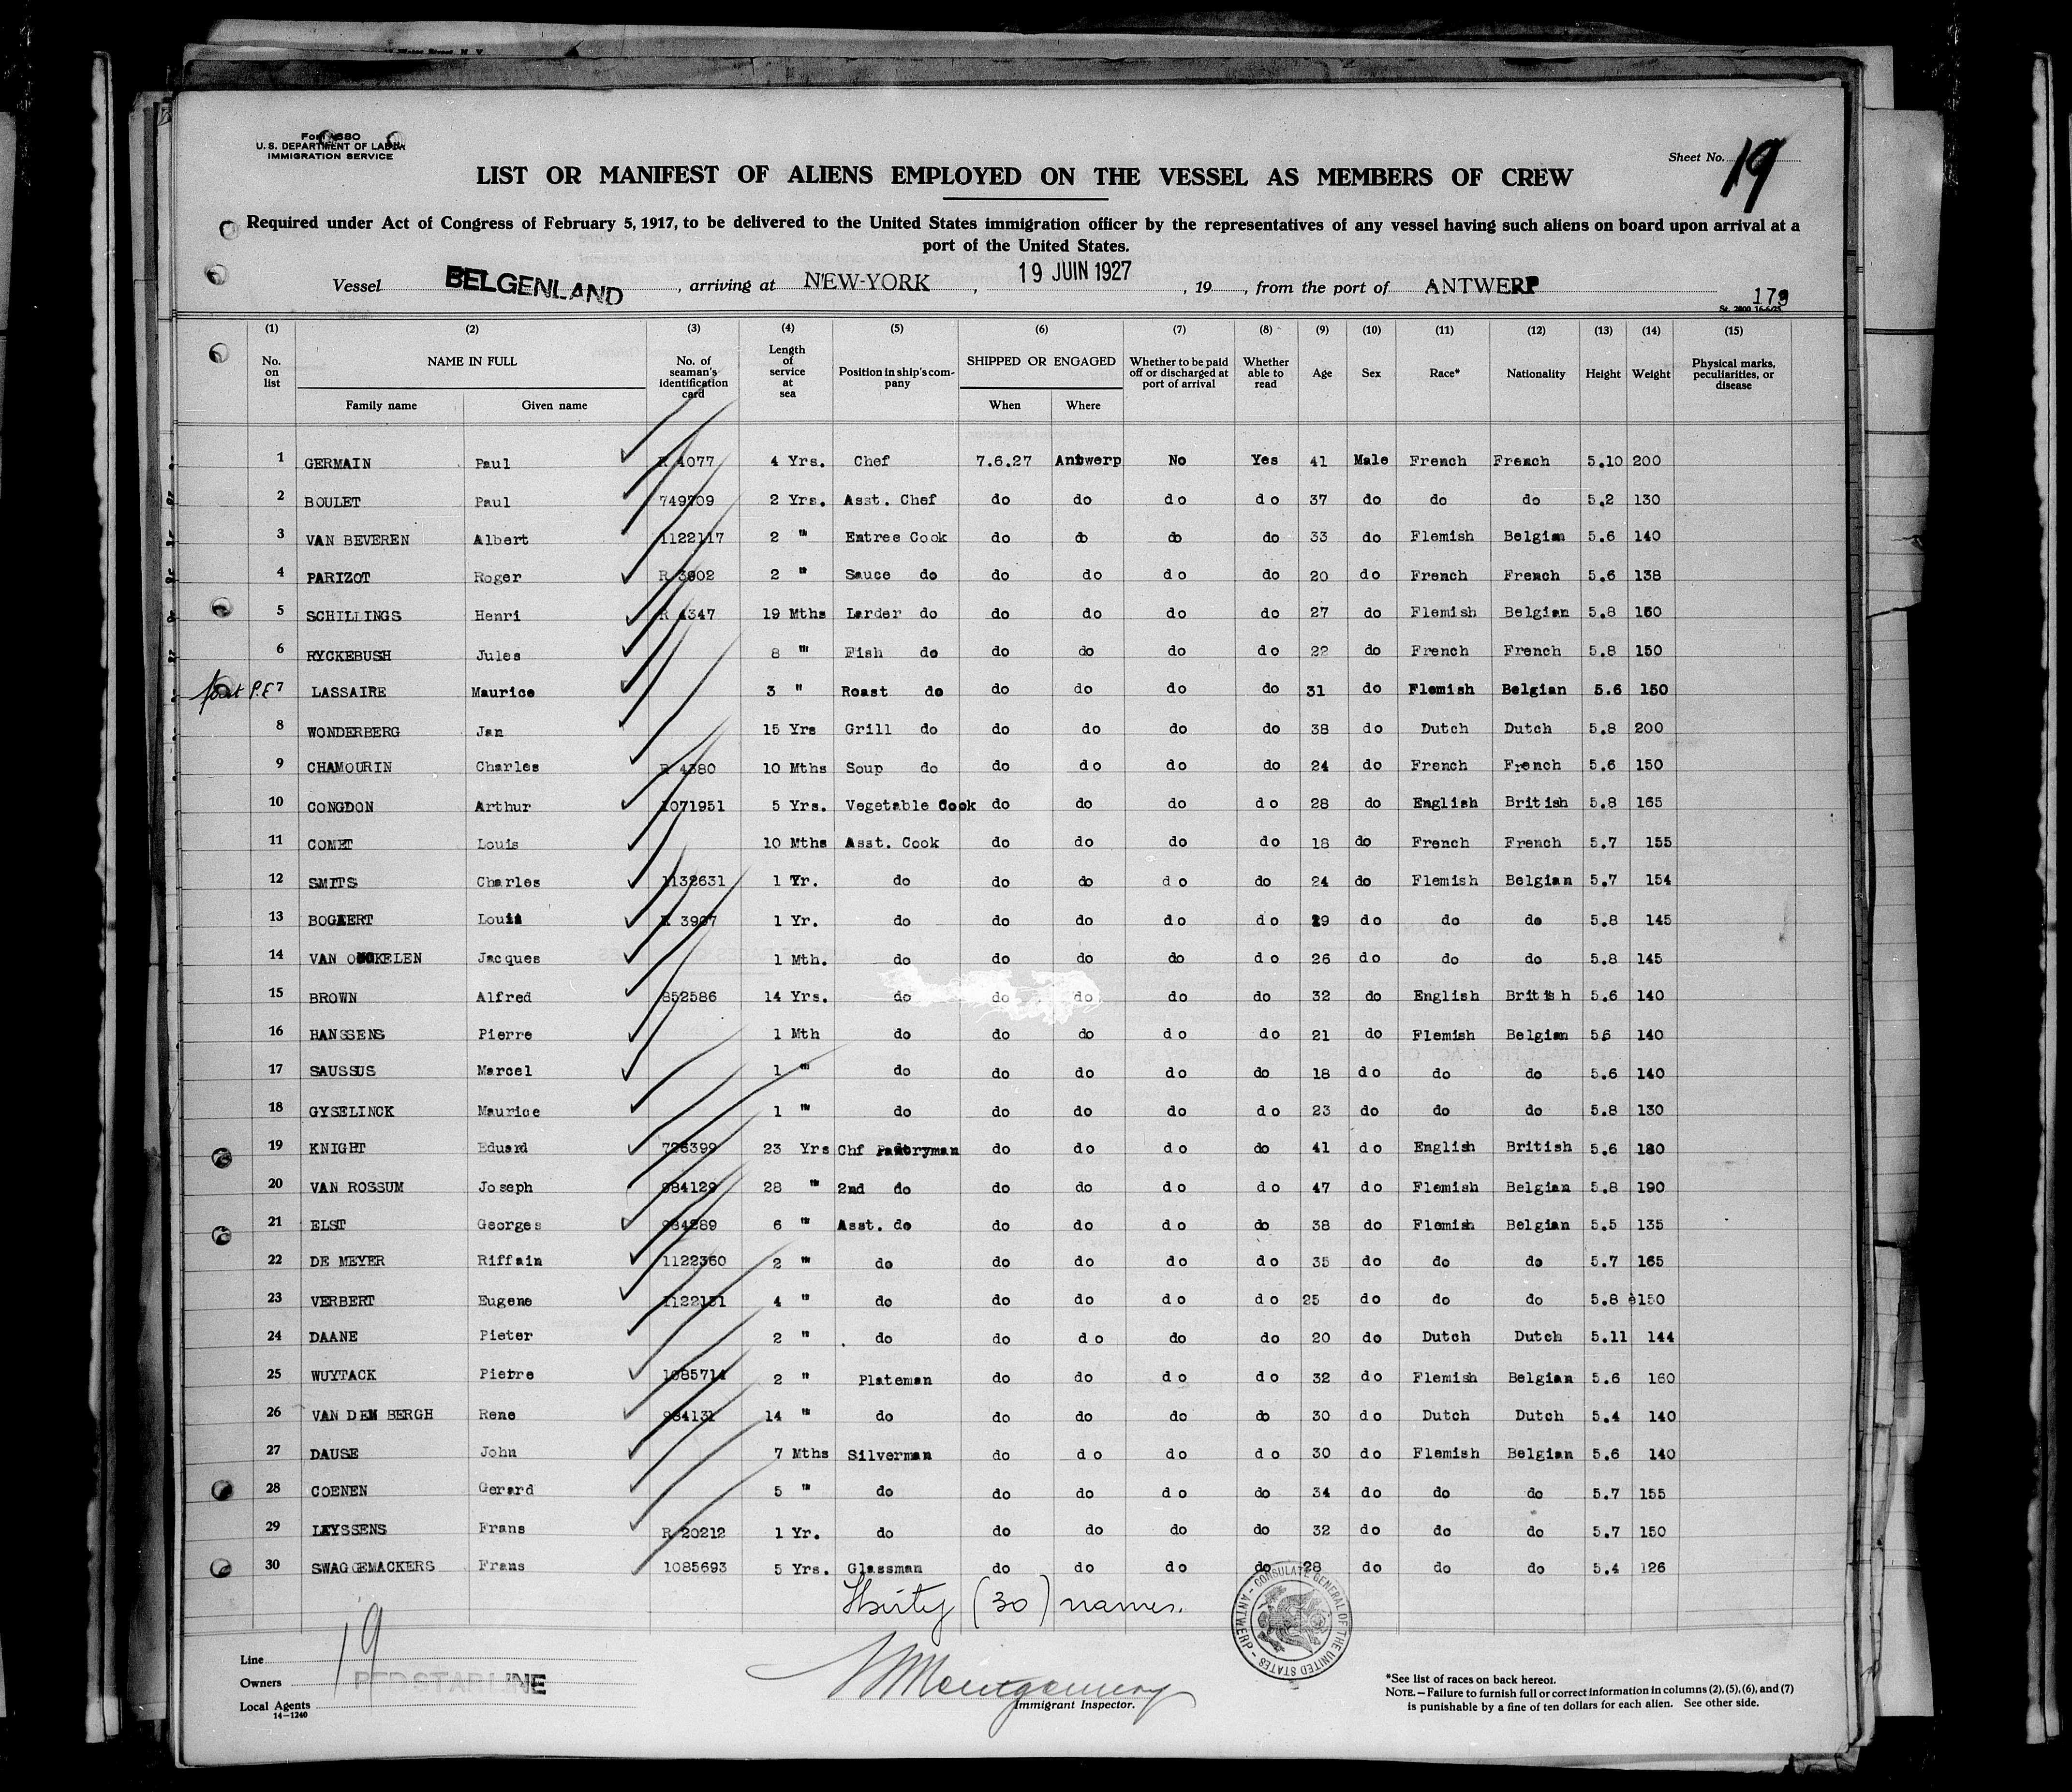 Form 680
U. S. DEPARTMENT OF LABOR
IMMIGRATION SERVICE
Sheet No. 19
LIST OR MANIFEST OF ALIENS EMPLOYED ON THE VESSEL AS MEMBERS OF CREW
Required under Act of Congress of February 5, 1917, to be delivered to the United States immigration officer by the representatives of any vessel having such aliens on board upon arrival at a
port of the United States.
Vessel BELGENLAND, arriving at NEW-YORK, 19 JUIN 1927, 19, from the port of ANTWERP
179
St. 2800 16-6/25
(1) (2) (3) (4) (5) (6) (7) (8) (9) (10) (11) (12) (13) (14) (15)
No. on list NAME IN FULL Family name Given name No. of seaman's identification card Length of service at sea Position in ship's company SHIPPED OR ENGAGED When Where Whether to be paid off or discharged at port of arrival Whether able to read Age Sex Race* Nationality Height Weight Physical marks, peculiarities, or disease
1 GERMAIN Paul R 4077 4 Yrs. Chef 7.6.27 Antwerp No Yes 41 Male French French 5.10 200
2 BOULET Paul 749709 2 Yrs. Asst. Chef do do do do 37 do do do 5.2 130
3 VAN BEVEREN Albert 1122117 2 " Entree Cook do do do do 33 do Flemish Belgian 5.6 140
4 PARIZOT Roger R 3902 2 " Sauce do do do do do 20 do French French 5.6 138
5 SCHILLINGS Henri R 4347 19 Mths Larder do do do do do 27 do Flemish Belgian 5.8 160
6 RYCKEBUSH Jules 8 " Fish do do do do do 22 do French French 5.8 150
P.E 7 LASSAIRE Maurice 3 " Roast do do do do do 31 do Flemish Belgian 5.6 150
8 WONDERBERG Jan 15 Yrs Grill do do do do do 38 do Dutch Dutch 5.8 200
9 CHAMOURIN Charles R 4380 10 Mths Soup do do do do do 24 do French French 5.6 150
10 CONGDON Arthur 1071951 5 Yrs. Vegetable Cook do do do do 28 do English British 5.8 165
11 COMET Louis 10 Mths Asst. Cook do do do do 18 do French French 5.7 155
12 SMITS Charles 1132631 1 Yr. do do do do do 24 do Flemish Belgian 5.7 154
13 BOGAERT Louis R 3907 1 Yr. do do do do do 29 do do do 5.8 145
14 VAN Jacques 1 Mth. do do do do do 26 do do do 5.8 145
15 BROWN Alfred 852586 14 Yrs. do do do do do 32 do English British 5.6 140
16 HANSSENS Pierre 1 Mth do do do do do 21 do Flemish Belgian 5.6 140
17 SAUSSUS Marcel 1 " do do do do do 18 do do do 5.6 140
18 GYSELINCK Maurice 1 " do do do do do 23 do do do 5.8 130
19 KNIGHT Eduard 726399 23 Yrs Chf Pantryman do do do do 41 do English British 5.6 180
20 VAN ROSSUM Joseph 984129 28 " 2nd do do do do do 47 do Flemish Belgian 5.8 190
21 ELST Georges 984289 6 " Asst. do do do do do 38 do Flemish Belgian 5.5 135
22 DE MEYER Riffain 1122360 2 " do do do do do 35 do do do 5.7 165
23 VERBERT Eugene 1122151 4 " do do do do do 25 do do do 5.8 150
24 DAANE Pieter 2 " do do do do do 20 do Dutch Dutch 5.11 144
25 WUYTACK Pierre 1085714 2 " Plateman do do do do 32 do Flemish Belgian 5.6 160
26 VAN DEN BERGH Rene 984131 14 " do do do do do 30 do Dutch Dutch 5.4 140
27 DAUSE John 7 Mths Silverman do do do do 30 do Flemish Belgian 5.6 140
28 COENEN Gerard 5 " do do do do do 34 do do do 5.7 155
29 LEYSSENS Frans R 20212 1 Yr. do do do do do 32 do do do 5.7 150
30 SWAGGEMACKERS Frans 1085693 5 Yrs. Glassman do do do do 28 do do do 5.4 126
Thirty (30) names.
CONSULATE GENERAL OF THE UNITED STATES - ANTWERP -
19
Line
Owners RED STAR LINE
Local Agents
14-1240
Montgomery
Immigrant Inspector.
*See list of races on back hereof.
NOTE.—Failure to furnish full or correct information in columns (2), (5), (6), and (7)
is punishable by a fine of ten dollars for each alien. See other side.